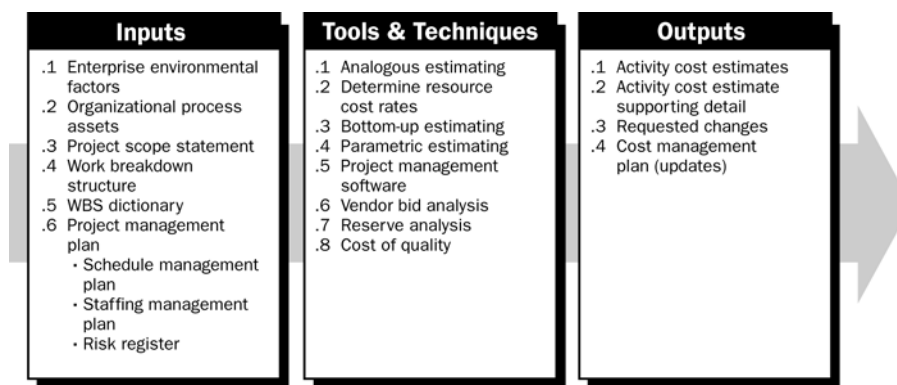 Inputs
.1 Enterprise environmental
factors
.2 Organizational process
assets
.3 Project scope statement
.4 Work breakdown
structure
.5 WBS dictionary
.6 Project management
plan
· Schedule management
plan
· Staffing management
plan
· Risk register
Tools & Techniques
.1 Analogous estimating
.2 Determine resource
cost rates
.3 Bottom-up estimating
.4 Parametric estimating
.5 Project management
software
.6 Vendor bid analysis
.7 Reserve analysis
.8 Cost of quality
Outputs
.1 Activity cost estimates
.2 Activity cost estimate
supporting detail
.3 Requested changes
.4 Cost management
plan (updates)